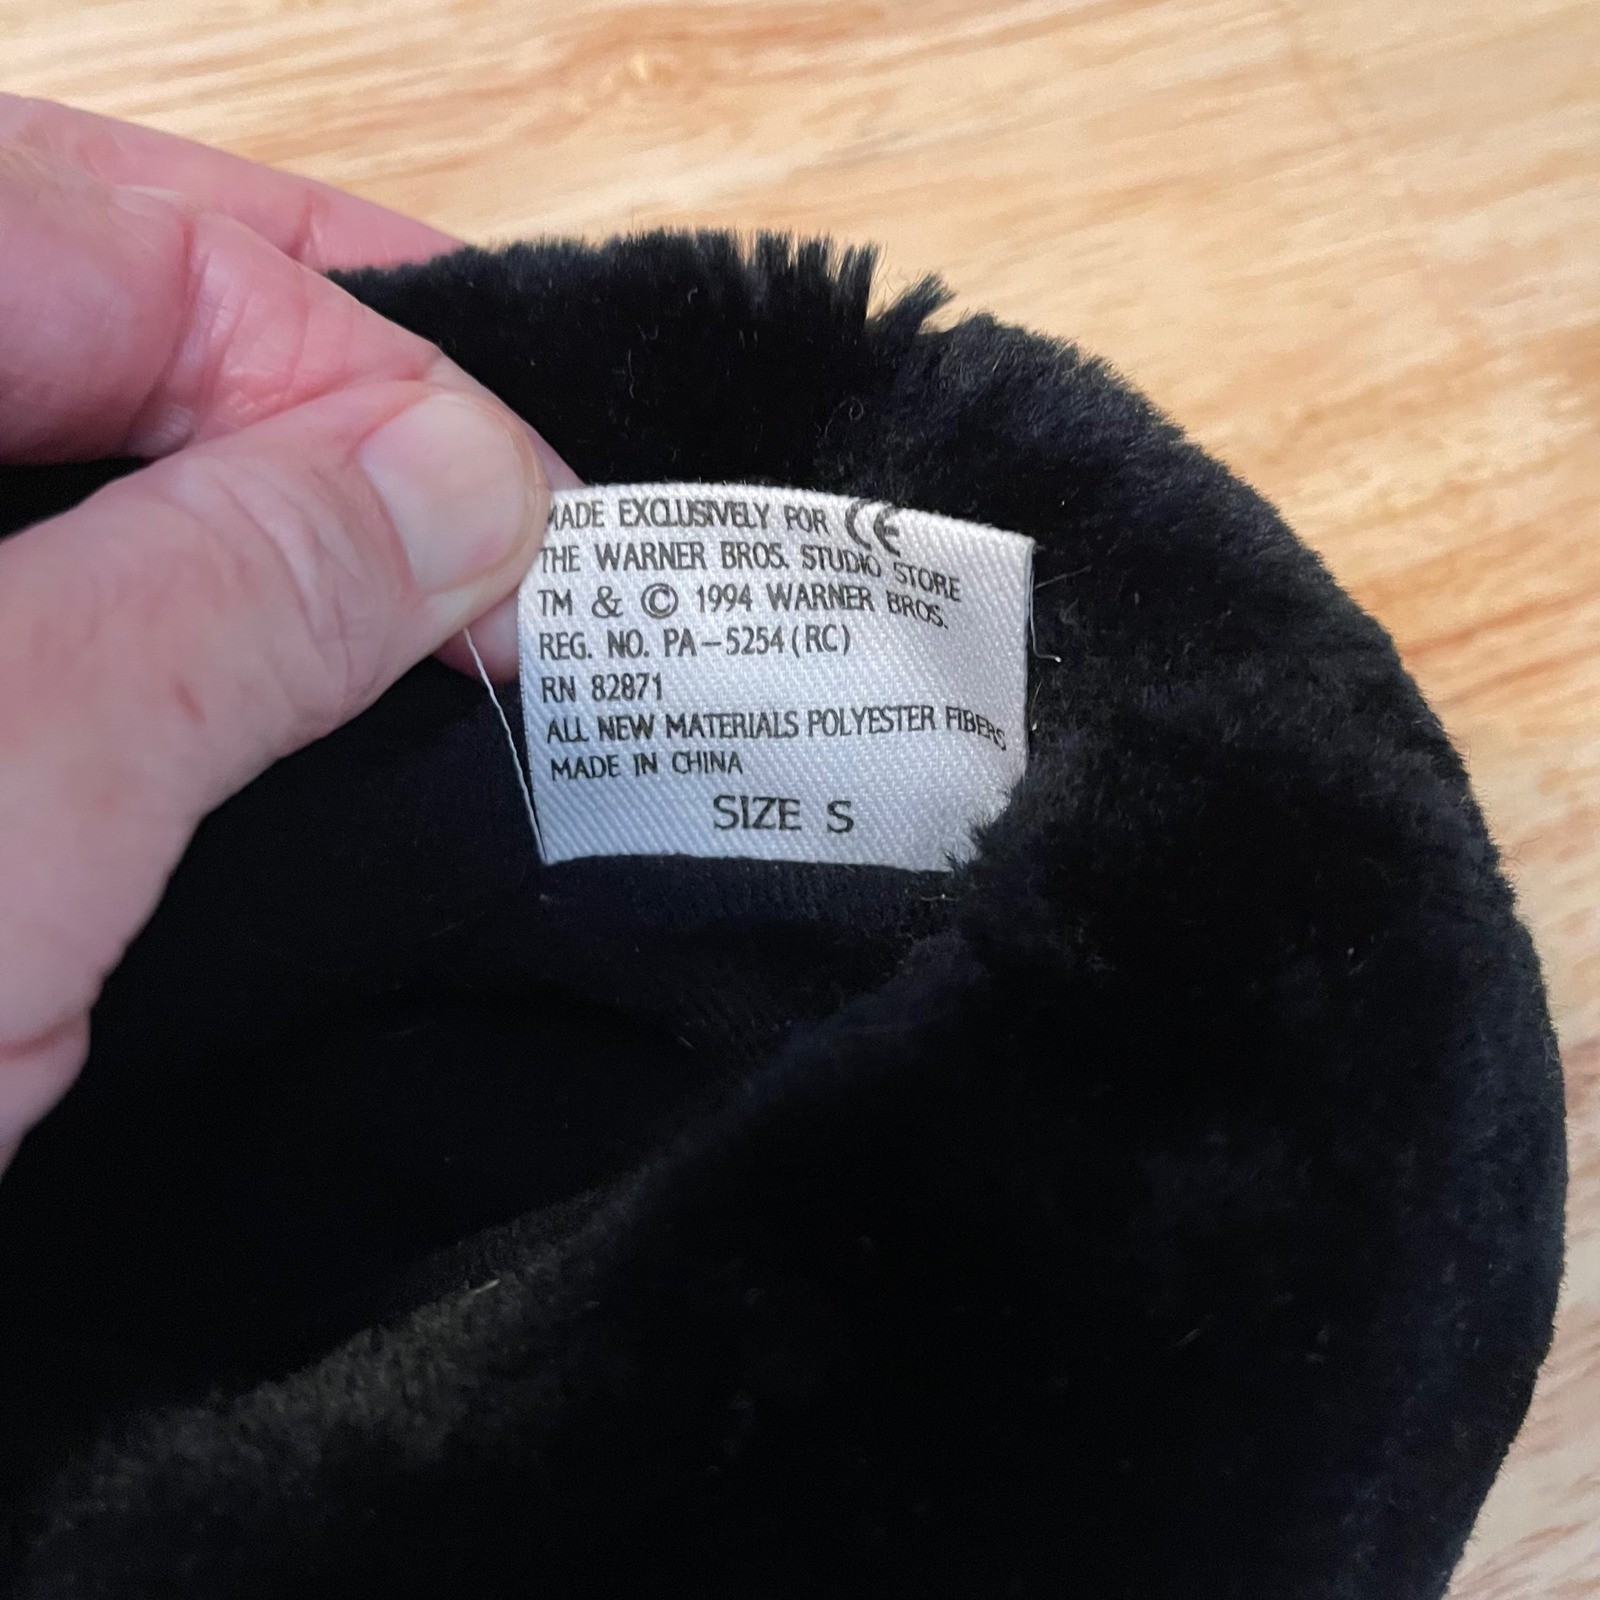 MADE EXCLUSIVELY FOR CE
THE WARNER BROS. STUDIO STORE
TM & © 1994 WARNER BROS.
REG. NO. PA-5254 (RC)
RN 82871
ALL NEW MATERIALS POLYESTER FIBERS
MADE IN CHINA
SIZE S